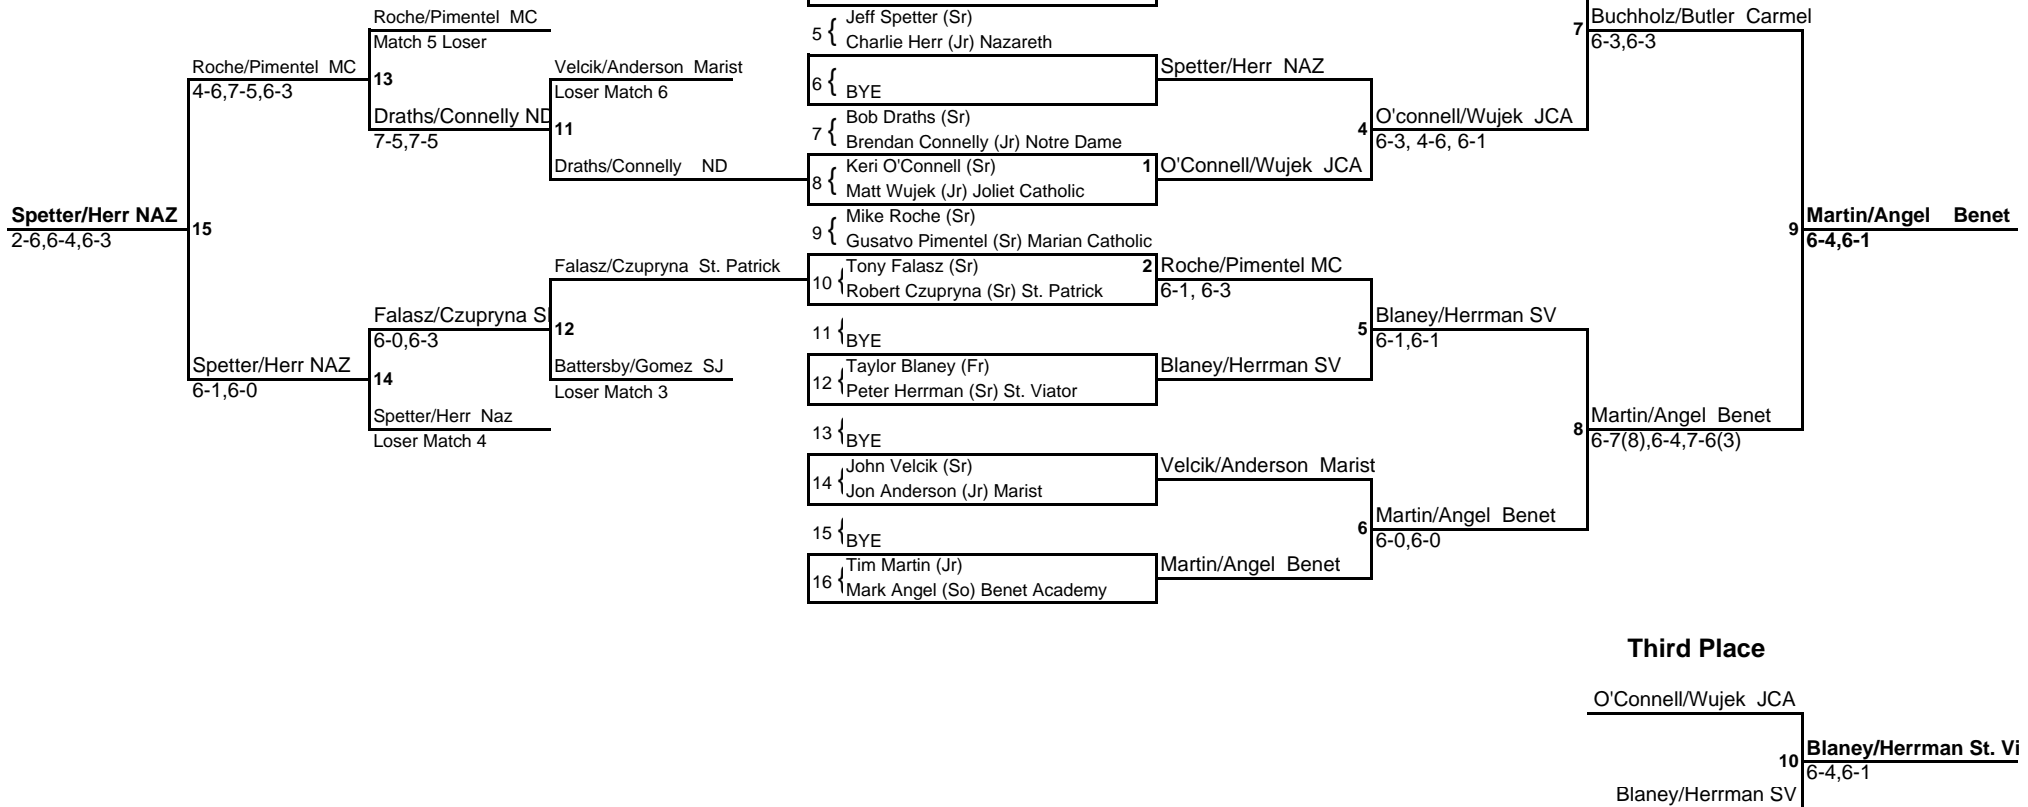 Roche/Pimentel MC
Match 5 Loser
Roche/Pimentel MC
4-6,7-5,6-3
13
Draths/Connelly ND
7-5,7-5
Velcik/Anderson Marist
Loser Match 6
11
Draths/Connelly ND
Spetter/Herr NAZ
2-6,6-4,6-3
15
Falasz/Czupryna St. Patrick
Falasz/Czupryna S
6-0,6-3
12
Spetter/Herr NAZ
6-1,6-0
14
Battersby/Gomez SJ
Loser Match 3
Spetter/Herr Naz
Loser Match 4
5 { Jeff Spetter (Sr)
Charlie Herr (Jr) Nazareth
6 { BYE
7 { Bob Draths (Sr)
Brendan Connelly (Jr) Notre Dame
8 { Keri O'Connell (Sr)
Matt Wujek (Jr) Joliet Catholic
9 { Mike Roche (Sr)
Gusatvo Pimentel (Sr) Marian Catholic
10 { Tony Falasz (Sr)
Robert Czupryna (Sr) St. Patrick
11 { BYE
12 { Taylor Blaney (Fr)
Peter Herrman (Sr) St. Viator
13 { BYE
14 { John Velcik (Sr)
Jon Anderson (Jr) Marist
15 { BYE
16 { Tim Martin (Jr)
Mark Angel (So) Benet Academy
Spetter/Herr NAZ
1 O'Connell/Wujek JCA
2 Roche/Pimentel MC
6-1, 6-3
Blaney/Herrman SV
Velcik/Anderson Marist
Martin/Angel Benet
4 O'connell/Wujek JCA
6-3, 4-6, 6-1
5 Blaney/Herrman SV
6-1,6-1
6 Martin/Angel Benet
6-0,6-0
7 Buchholz/Butler Carmel
6-3,6-3
8 Martin/Angel Benet
6-7(8),6-4,7-6(3)
9 Martin/Angel Benet
6-4,6-1
Third Place
O'Connell/Wujek JCA
10 Blaney/Herrman St. Vi
6-4,6-1
Blaney/Herrman SV